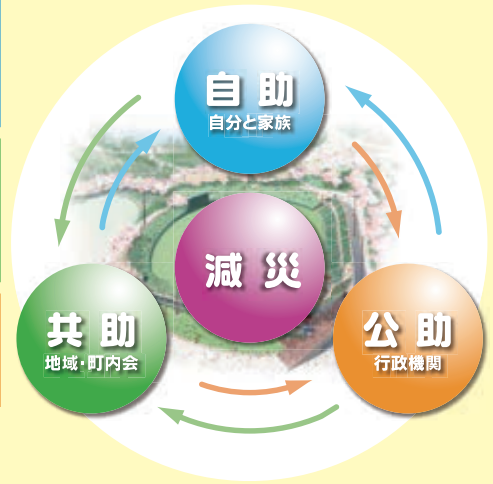 自助
自分と家族
減災
共助
地域・町内会
公助
行政機関